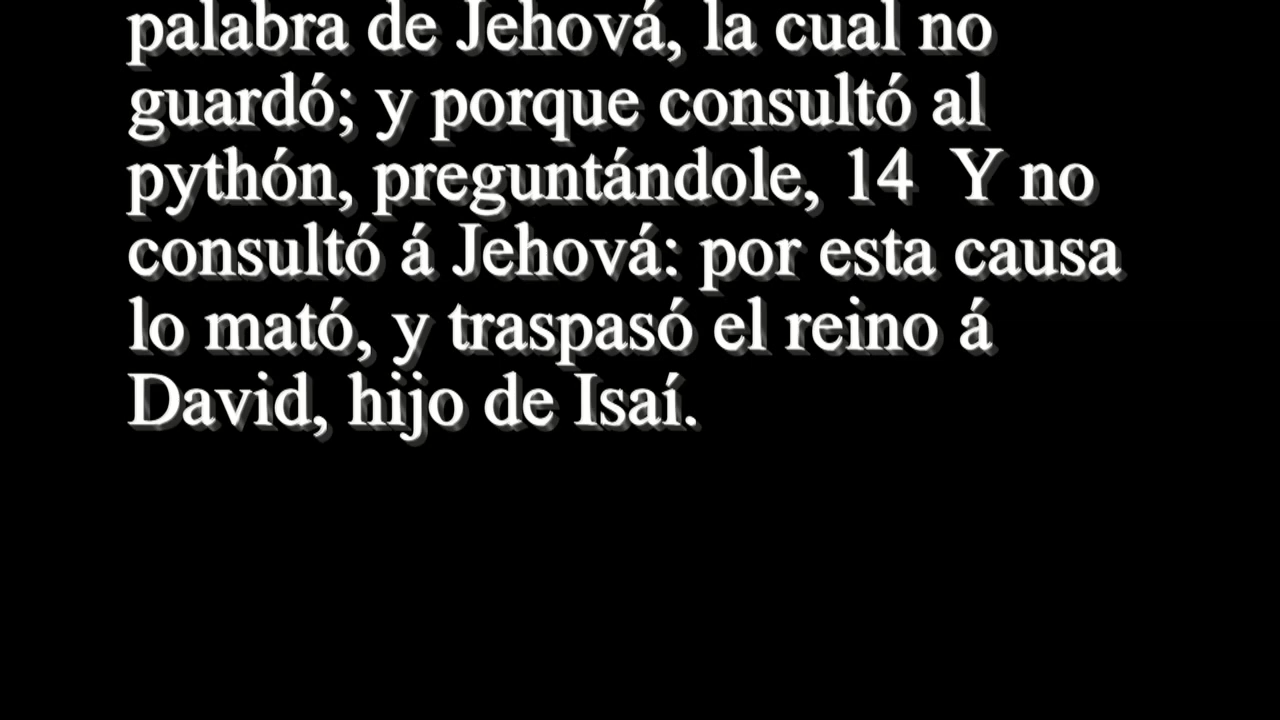 palabra de Jehová, la cual no
guardó; y porque consultó al
pythón, preguntándole, 14  Y no
consultó á Jehová: por esta causa
lo mató, y traspasó el reino á
David, hijo de Isaí.